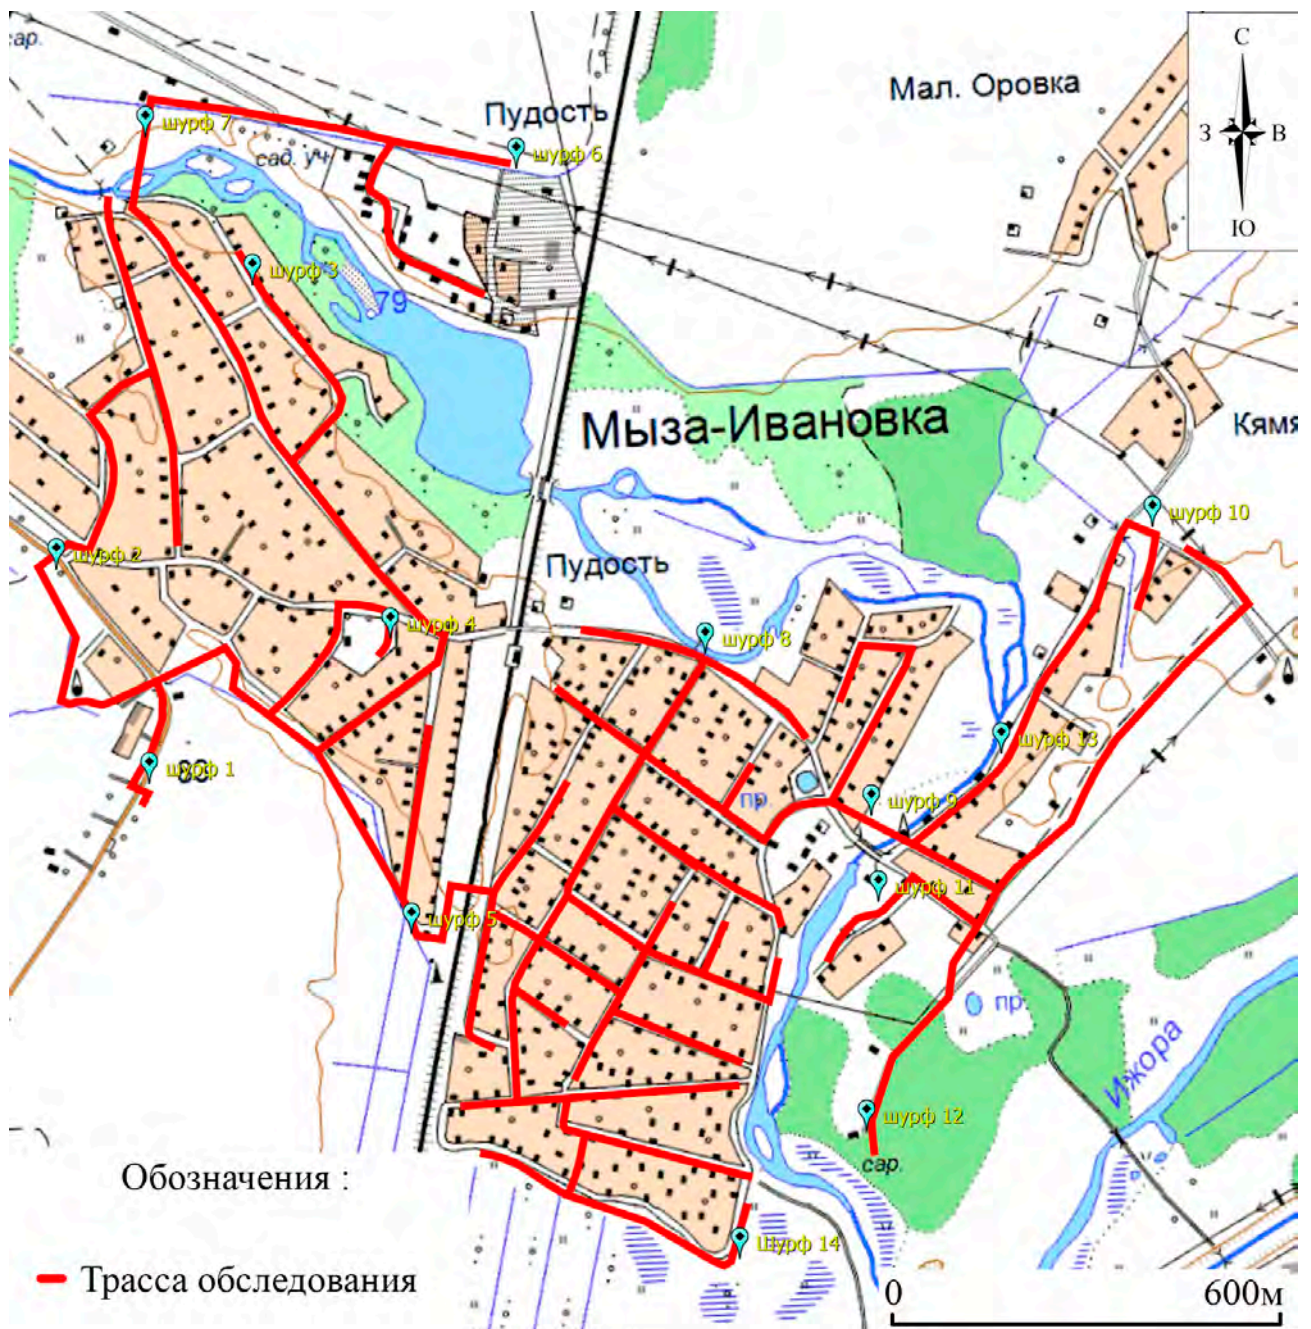 ар.
С
З
В
Ю
Мал. Оровка
Пудость
шурф 7
шурф 6
сад. уч
шурф 3
79
Мыза-Ивановка
Кямя
шурф 10
шурф 2
Пудость
шурф 4
шурф 8
шурф 13
шурф 1
пр.
шурф 9
шурф 11
шурф 5
пр.
Ижора
шурф 12
сар.
Обозначения :
Шурф 14
Трасса обследования
0
600м